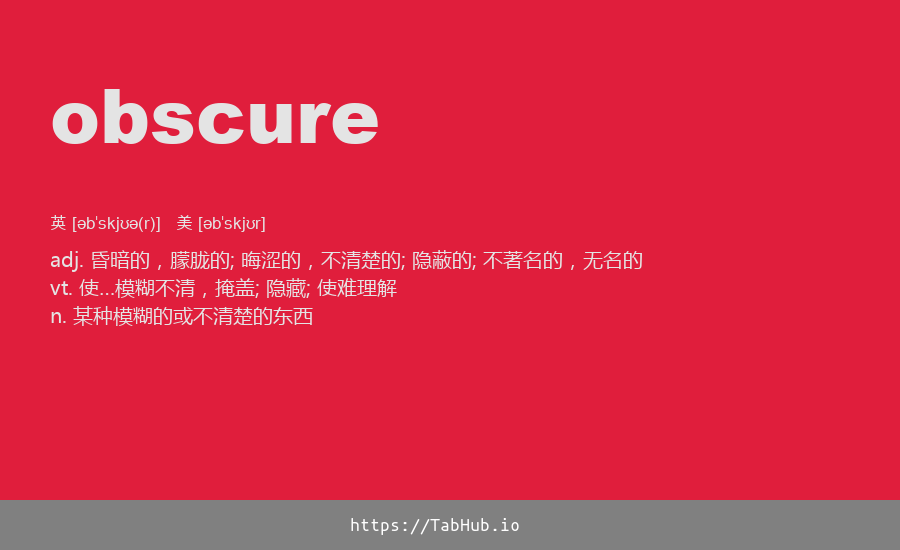 obscure
英 [əbˈskjʊə(r)] 美 [əbˈskjʊr]
adj. 昏暗的，朦胧的; 晦涩的，不清楚的; 隐蔽的; 不著名的，无名的
vt. 使...模糊不清，掩盖; 隐藏; 使难理解
n. 某种模糊的或不清楚的东西
https://TabHub.io